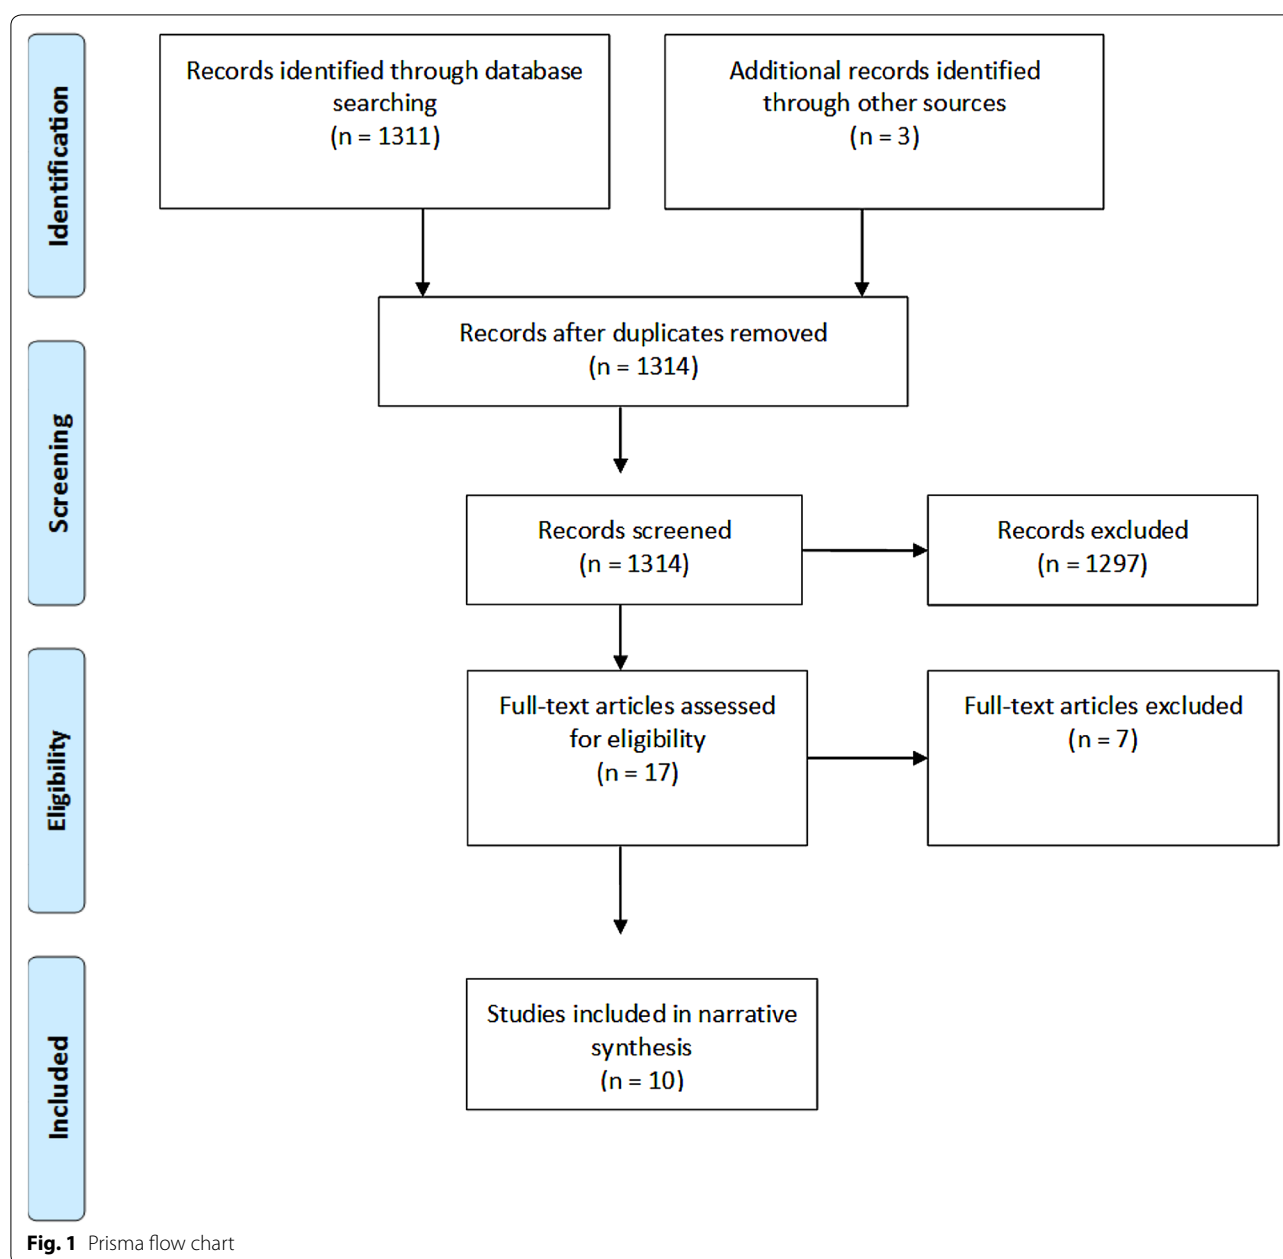 Identification
Records identified through database
searching
(n = 1311)
Additional records identified
through other sources
(n = 3)
Records after duplicates removed
(n = 1314)
Screening
Records screened
(n = 1314)
Records excluded
(n = 1297)
Eligibility
Full-text articles assessed
for eligibility
(n = 17)
Full-text articles excluded
(n = 7)
Included
Studies included in narrative
synthesis
(n = 10)
Fig. 1 Prisma flow chart